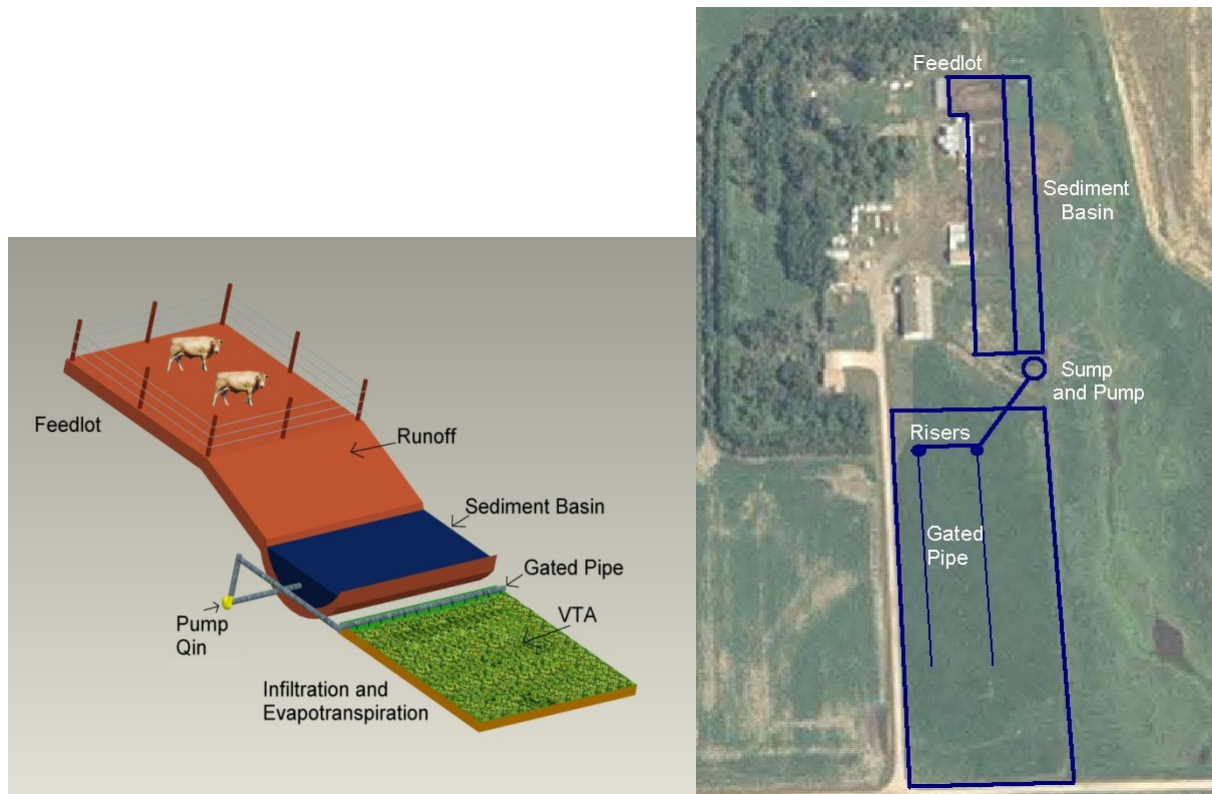 Feedlot
Runoff
Sediment Basin
Gated Pipe
VTA
Pump
Qin
Infiltration and
Evapotranspiration
Feedlot
Sediment
Basin
Sump
and Pump
Risers
Gated
Pipe